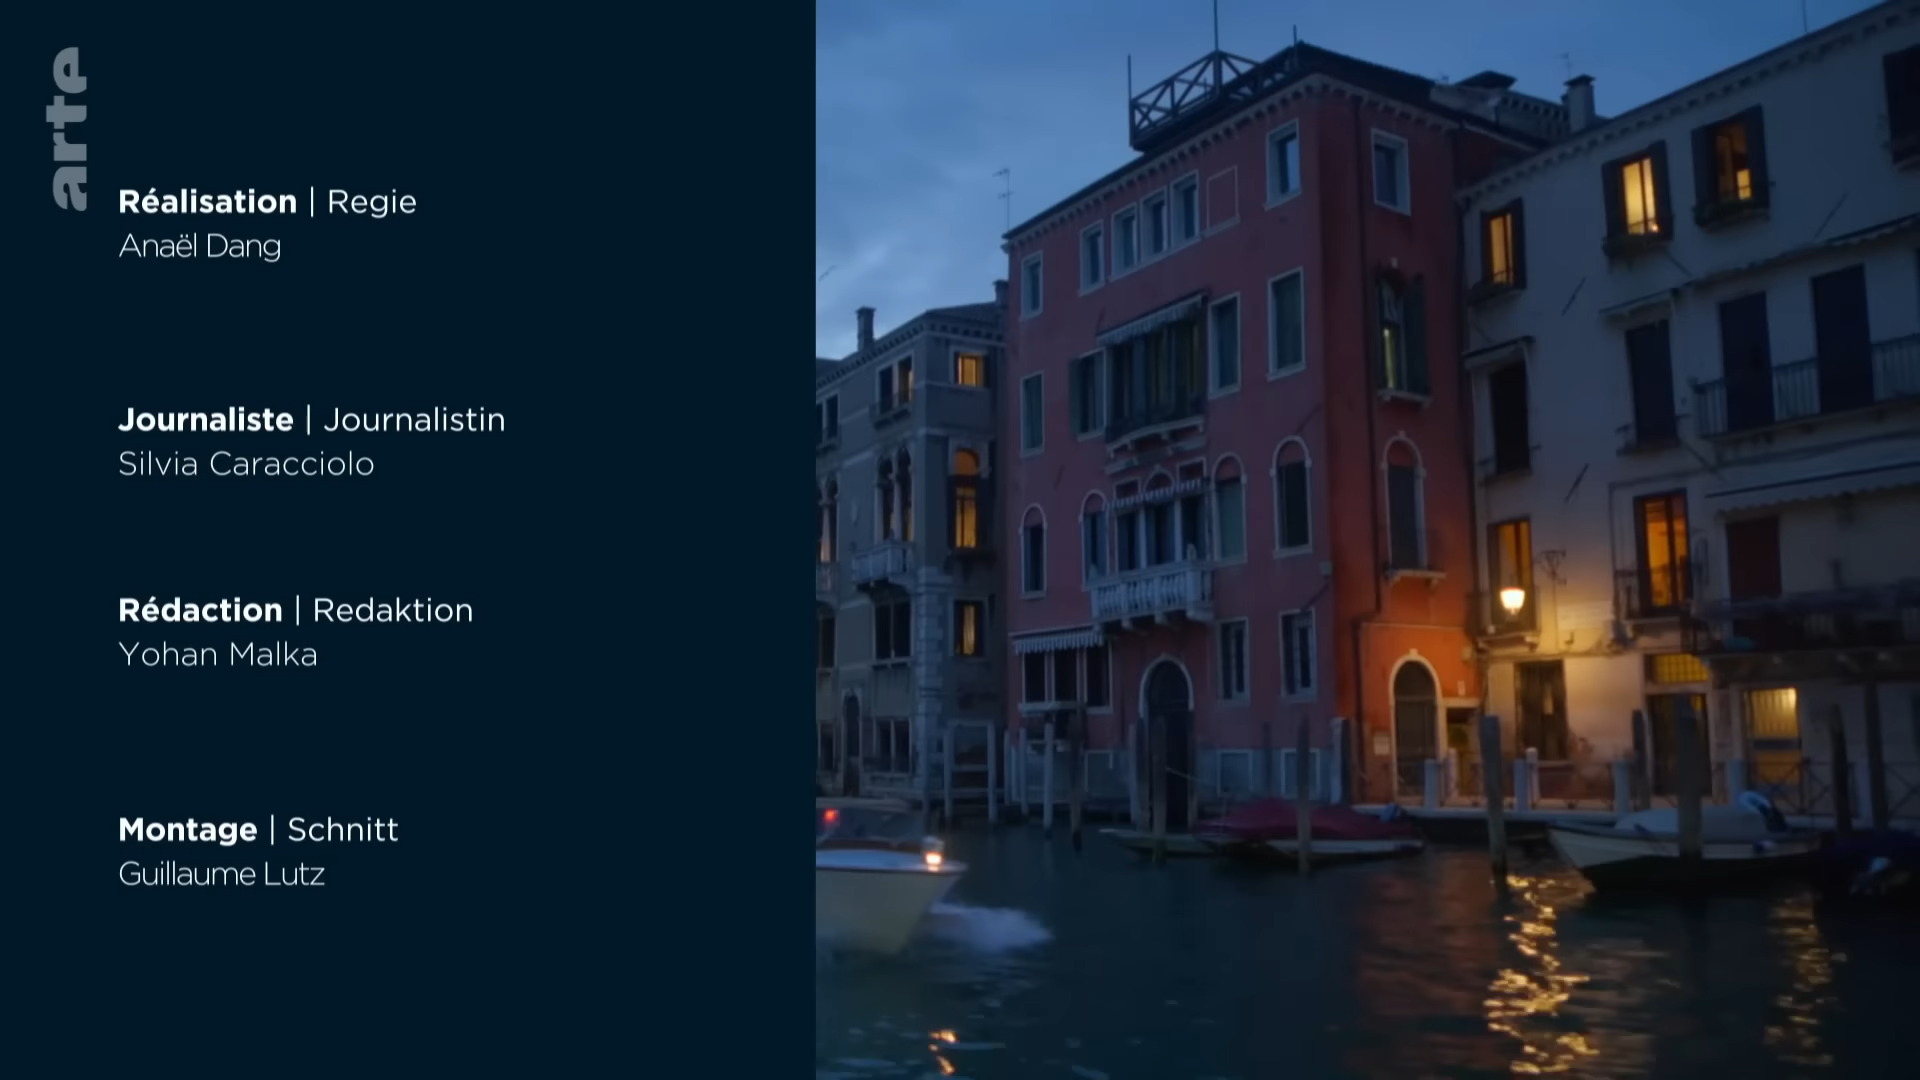 arte
Réalisation | Regie
Anaël Dang
Journaliste | Journalistin
Silvia Caracciolo
Rédaction | Redaktion
Yohan Malka
Montage | Schnitt
Guillaume Lutz